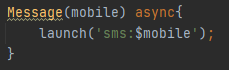 Message(mobile) async{
launch('sms:$mobile');
}